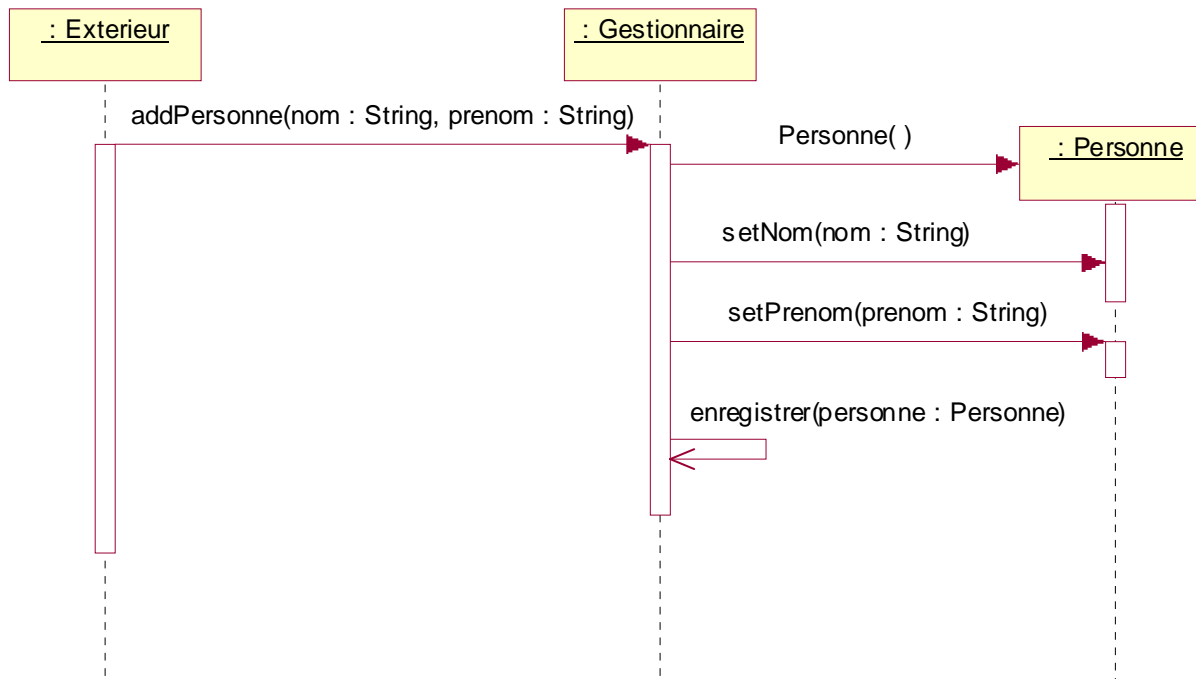 : Exterieur
: Gestionnaire
addPersonne(nom : String, prenom : String)
Personne( )
: Personne
setNom(nom : String)
setPrenom(prenom : String)
enregistrer(personne : Personne)